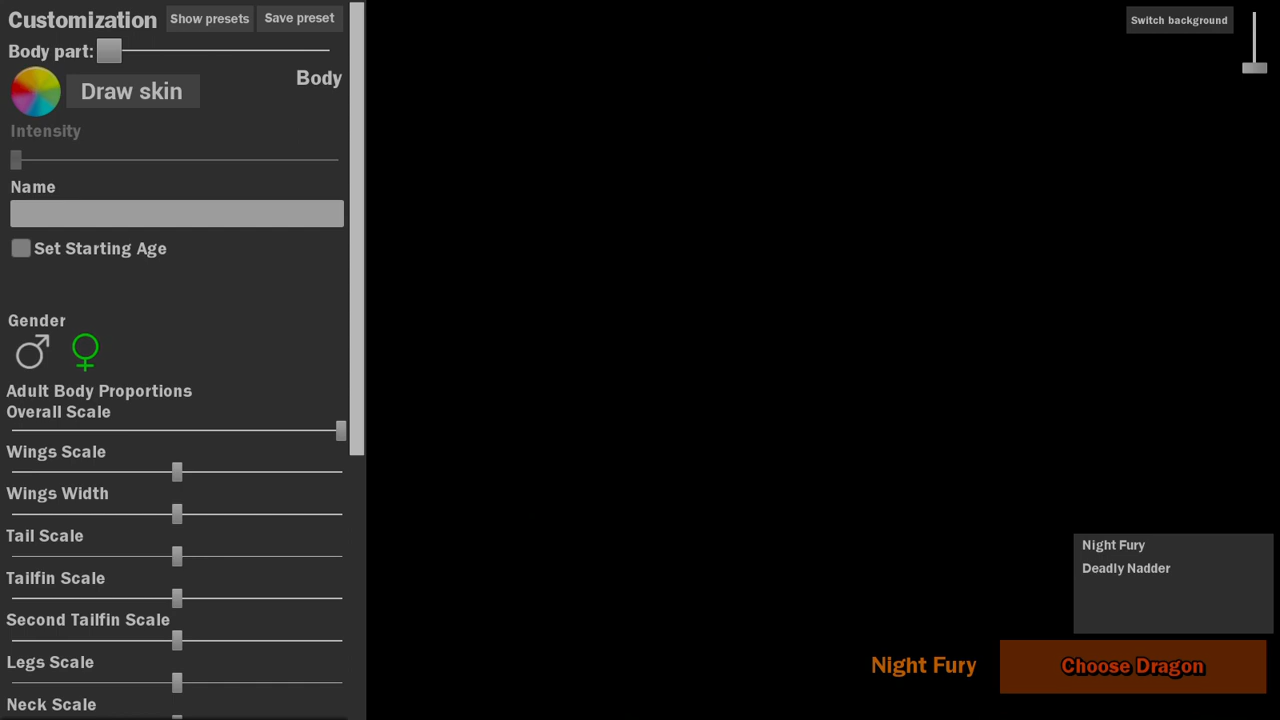 Customization
Show presets
Save preset
Switch background
Body part:
Body
Draw skin
Intensity
Name
Set Starting Age
Gender
Adult Body Proportions
Overall Scale
Wings Scale
Wings Width
Tail Scale
Tailfin Scale
Second Tailfin Scale
Legs Scale
Neck Scale
Night Fury
Deadly Nadder
Night Fury
Choose Dragon